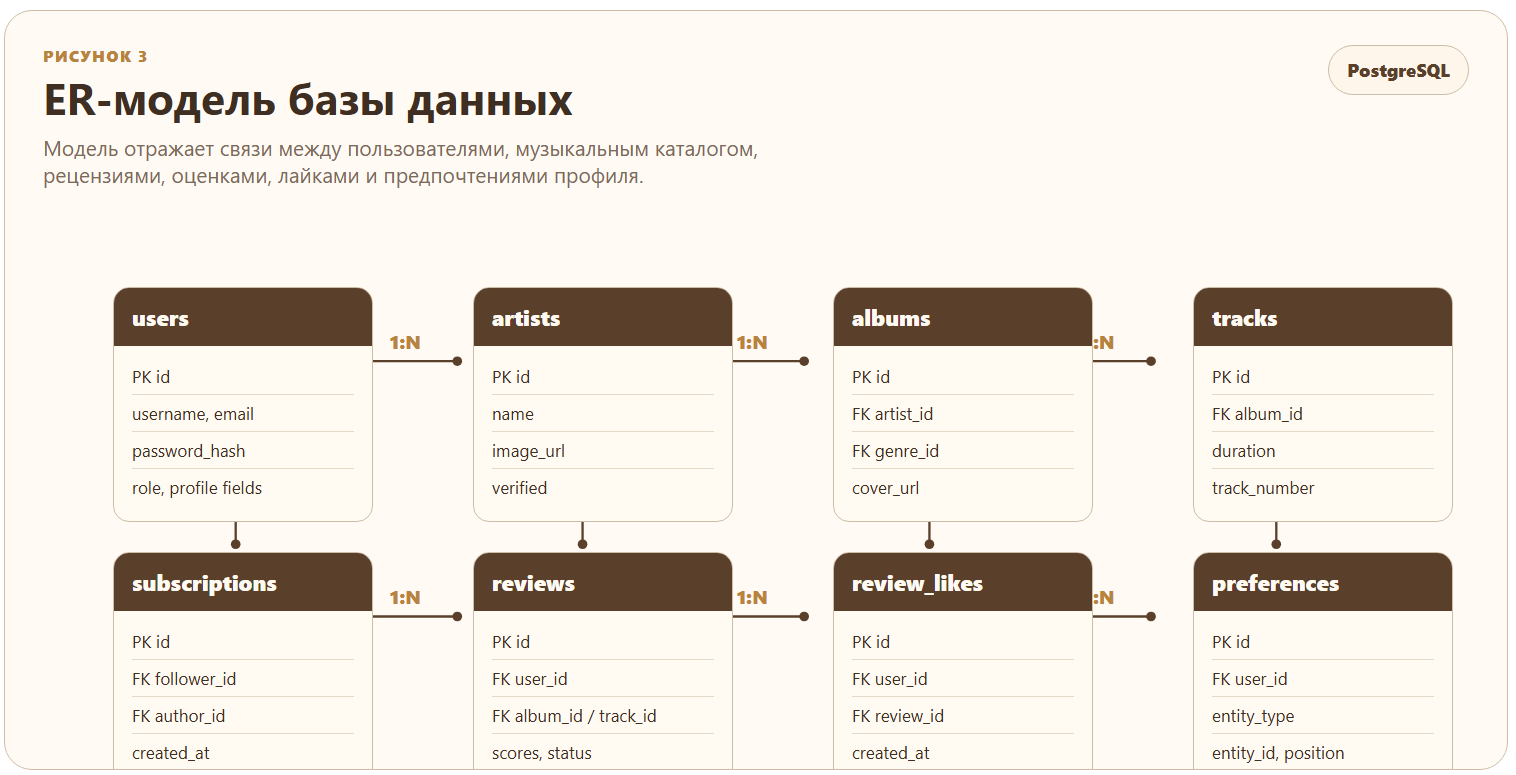 РИСУНОК 3
PostgreSQL
ER-модель базы данных
Модель отражает связи между пользователями, музыкальным каталогом,
рецензиями, оценками, лайками и предпочтениями профиля.
users
PK id
username, email
password_hash
role, profile fields
1:N
artists
PK id
name
image_url
verified
1:N
albums
PK id
FK artist_id
FK genre_id
cover_url
:N
tracks
PK id
FK album_id
duration
track_number
subscriptions
PK id
FK follower_id
FK author_id
created_at
1:N
reviews
PK id
FK user_id
FK album_id / track_id
scores, status
1:N
review_likes
PK id
FK user_id
FK review_id
created_at
:N
preferences
PK id
FK user_id
entity_type
entity_id, position